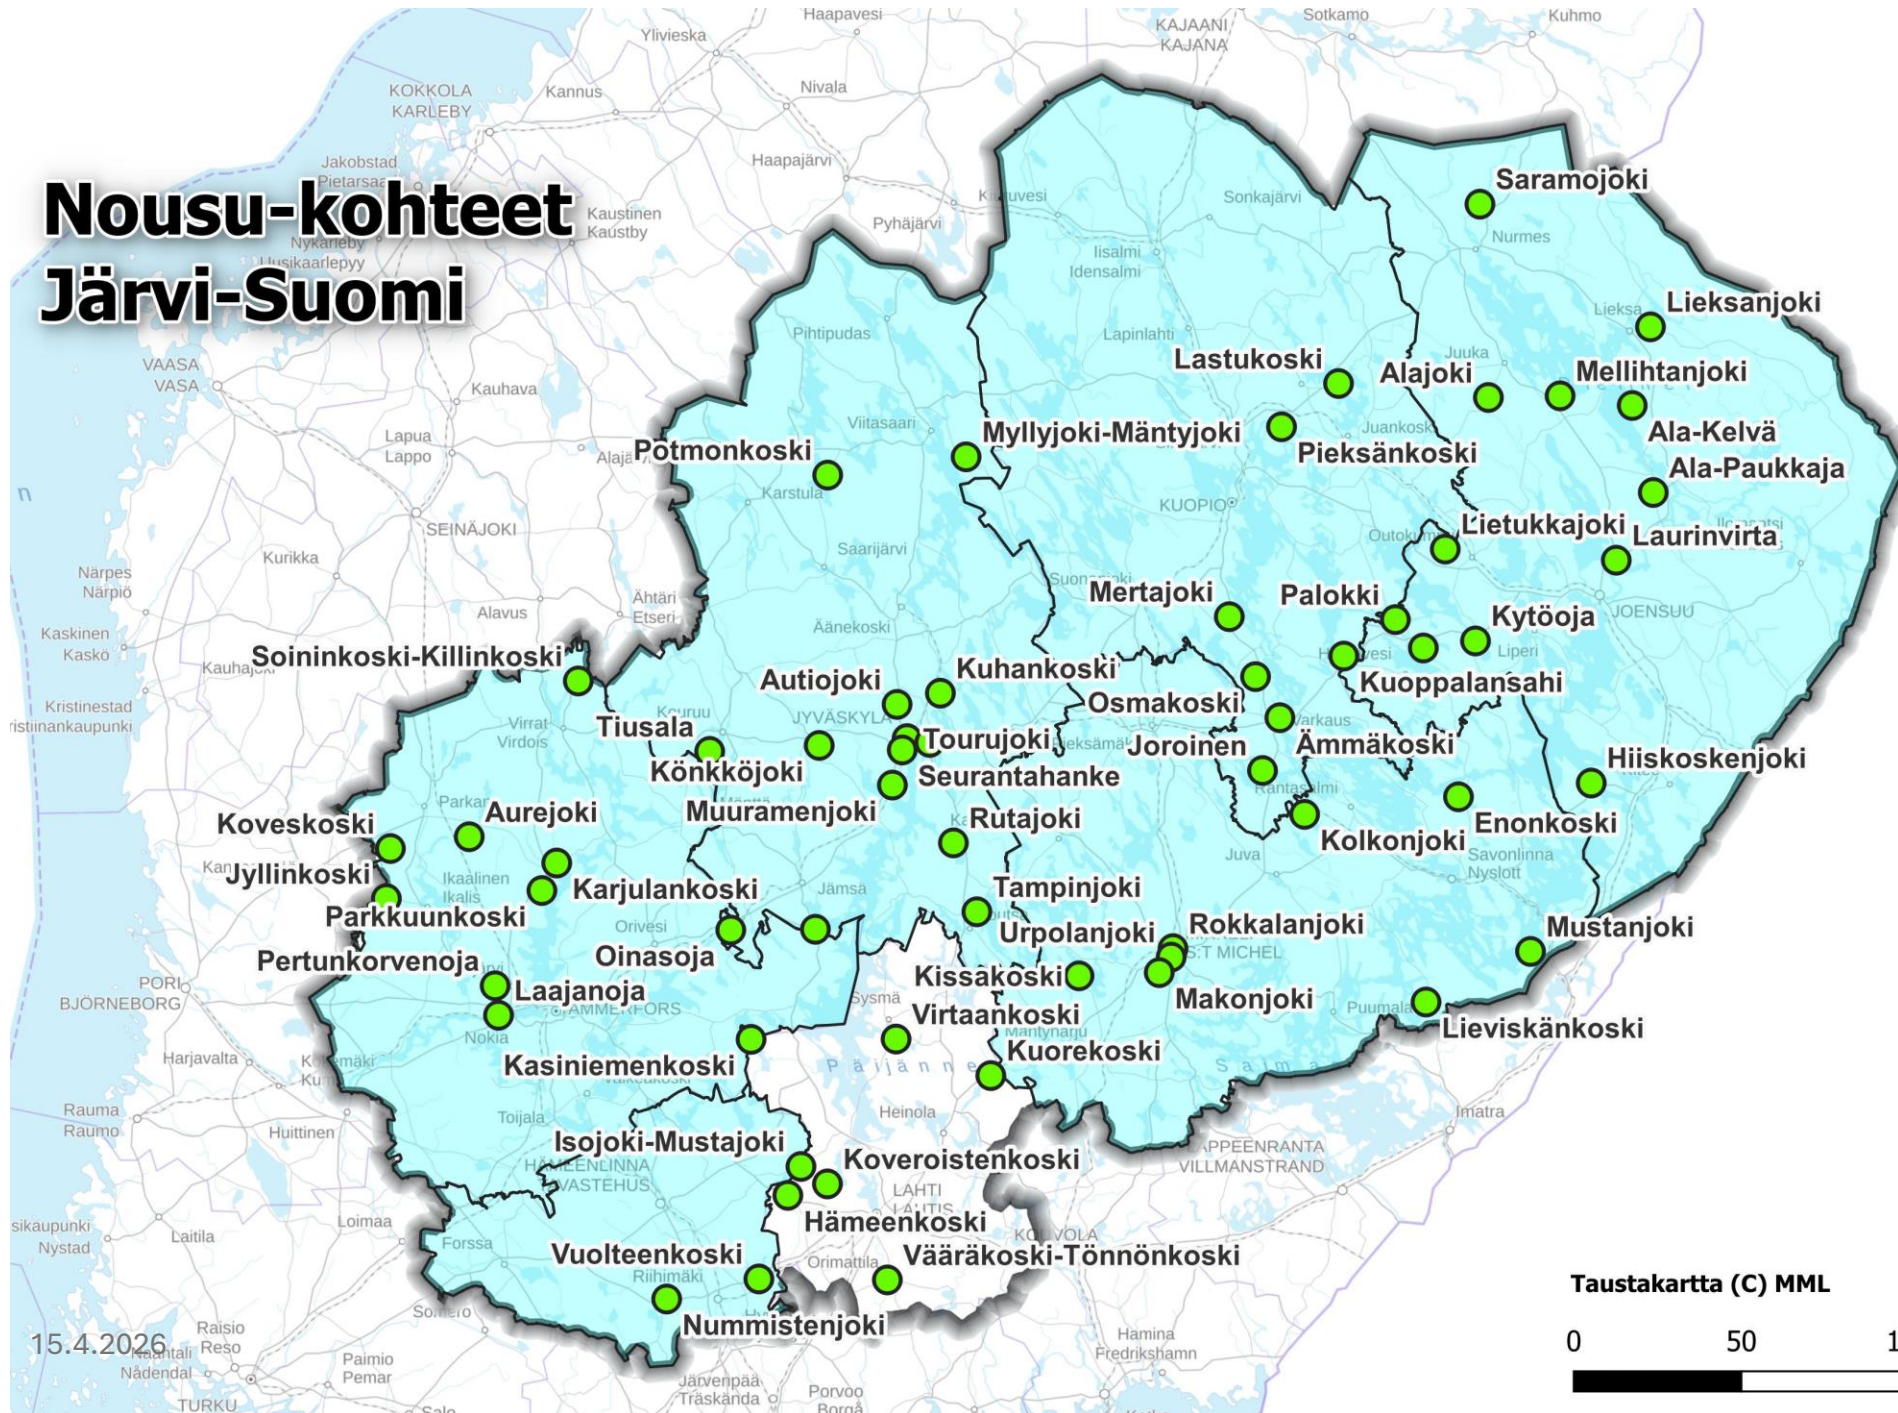 Haapavesi
KAJAANI
KAJANA
Sotkamo
Kuhmo
Ylivieska
KOKKOLA
KARLEBY
Kannus
Nivala
Jakobstad
Haapajärvi
Nousu-kohteet
Järvi-Suomi
Nykarleby
Kaustinen
Kaustby
Pyhäjärvi
Sonkajärvi
Saramojoki
Nurmes
Iisalmi
Idensalmi
Lieksa
Lieksanjoki
Pihtipudas
Lapinlahti
VAASA
VASA
Kauhava
Lastukoski
Juuka
Alajoki
Mellihtanjoki
Viitasaari
Lapua
Lappo
Potmonkoski
Myllyjoki-Mäntyjoki
Ala-Kelvä
Pieksänkoski
Ala-Paukkaja
Karstula
KUOPIO
SEINÄJOKI
Lietukkajoki
Laurinvirta
Saarijärvi
Kurikka
Närpes
Närpiö
Mertajoki
Palokki
Kytöoja
JOENSUU
Ähtäri
Etseri
Alavus
Äänekoski
Kaskinen
Kaskö
Liperi
Soininkoski-Killinkoski
Kuhankoski
Autiojoki
Kuoppalansahi
Osmakoski
Kristinestad
Virrat
Virdois
JYVÄSKYLÄ
Varkaus
Tiusala
Tourujoki
Joroinen
Ämmäkoski
Könkköjoki
Seurantahanke
Hiiskoskenjoki
Muuramenjoki
Rantasalmi
Koveskoski
Aurejoki
Rutajoki
Kolkonjoki
Enonkoski
Juva
Savonlinna
Nyslott
Jyllinkoski
Ikaalinen
Ikalis
Karjulankoski
Jämsä
Tampinjoki
Parkkuunkoski
Orivesi
Urpolanjoki
Rokkalanjoki
Mustanjoki
Oinasoja
S:T MICHEL
Pertunkorvenoja
Kissakoski
PORI
BJÖRNEBORG
Laajanoja
Makonjoki
Sysmä
Puumala
Virtaankoski
Lieviskänkoski
Nokia
Harjavalta
Kasiniemenkoski
Kuorekoski
Päijänne
Rauma
Raumo
Toijala
Heinola
Imatra
Huittinen
Isojoki-Mustajoki
Koveroistenkoski
VILLMANSTRAND
HÄMEENLINNA
LAHTI
Hämeenkoski
Loimaa
Laitila
Nystad
Forssa
Vuolteenkoski
Orimattila
Vääräkoski-Tönnönkoski
Riihimäki
Taustakartta (C) MML
Nummistenjoki
15.4.2026
Raisio
Reso
Nådendal
Paimio
Pemar
Hamina
Fredrikshamn
0 50
Järvenpää
Träskända
Porvoo
Borgå
TURKU